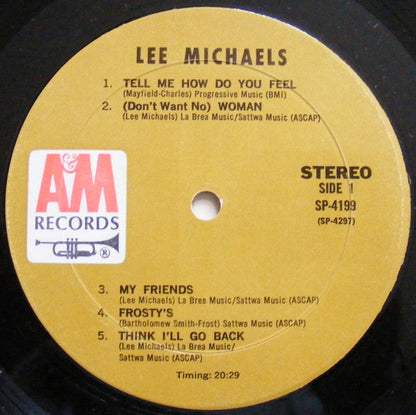 LEE MICHAELS
1. TELL ME HOW DO YOU FEEL
(Mayfield-Charles) Progressive Music (BMI)
2. (Don't Want No) WOMAN
(Lee Michaels) La Brea Music/Sattwa Music (ASCAP)
A&M
RECORDS
®
STEREO
SIDE 1
SP-4199
(SP-4297)
3. MY FRIENDS
(Lee Michaels) La Brea Music/Sattwa Music (ASCAP)
4. FROSTY'S
(Bartholomew Smith-Frost) Sattwa Music (ASCAP)
5. THINK I'LL GO BACK
(Lee Michaels) La Brea Music/
Sattwa Music (ASCAP)
Timing: 20:29